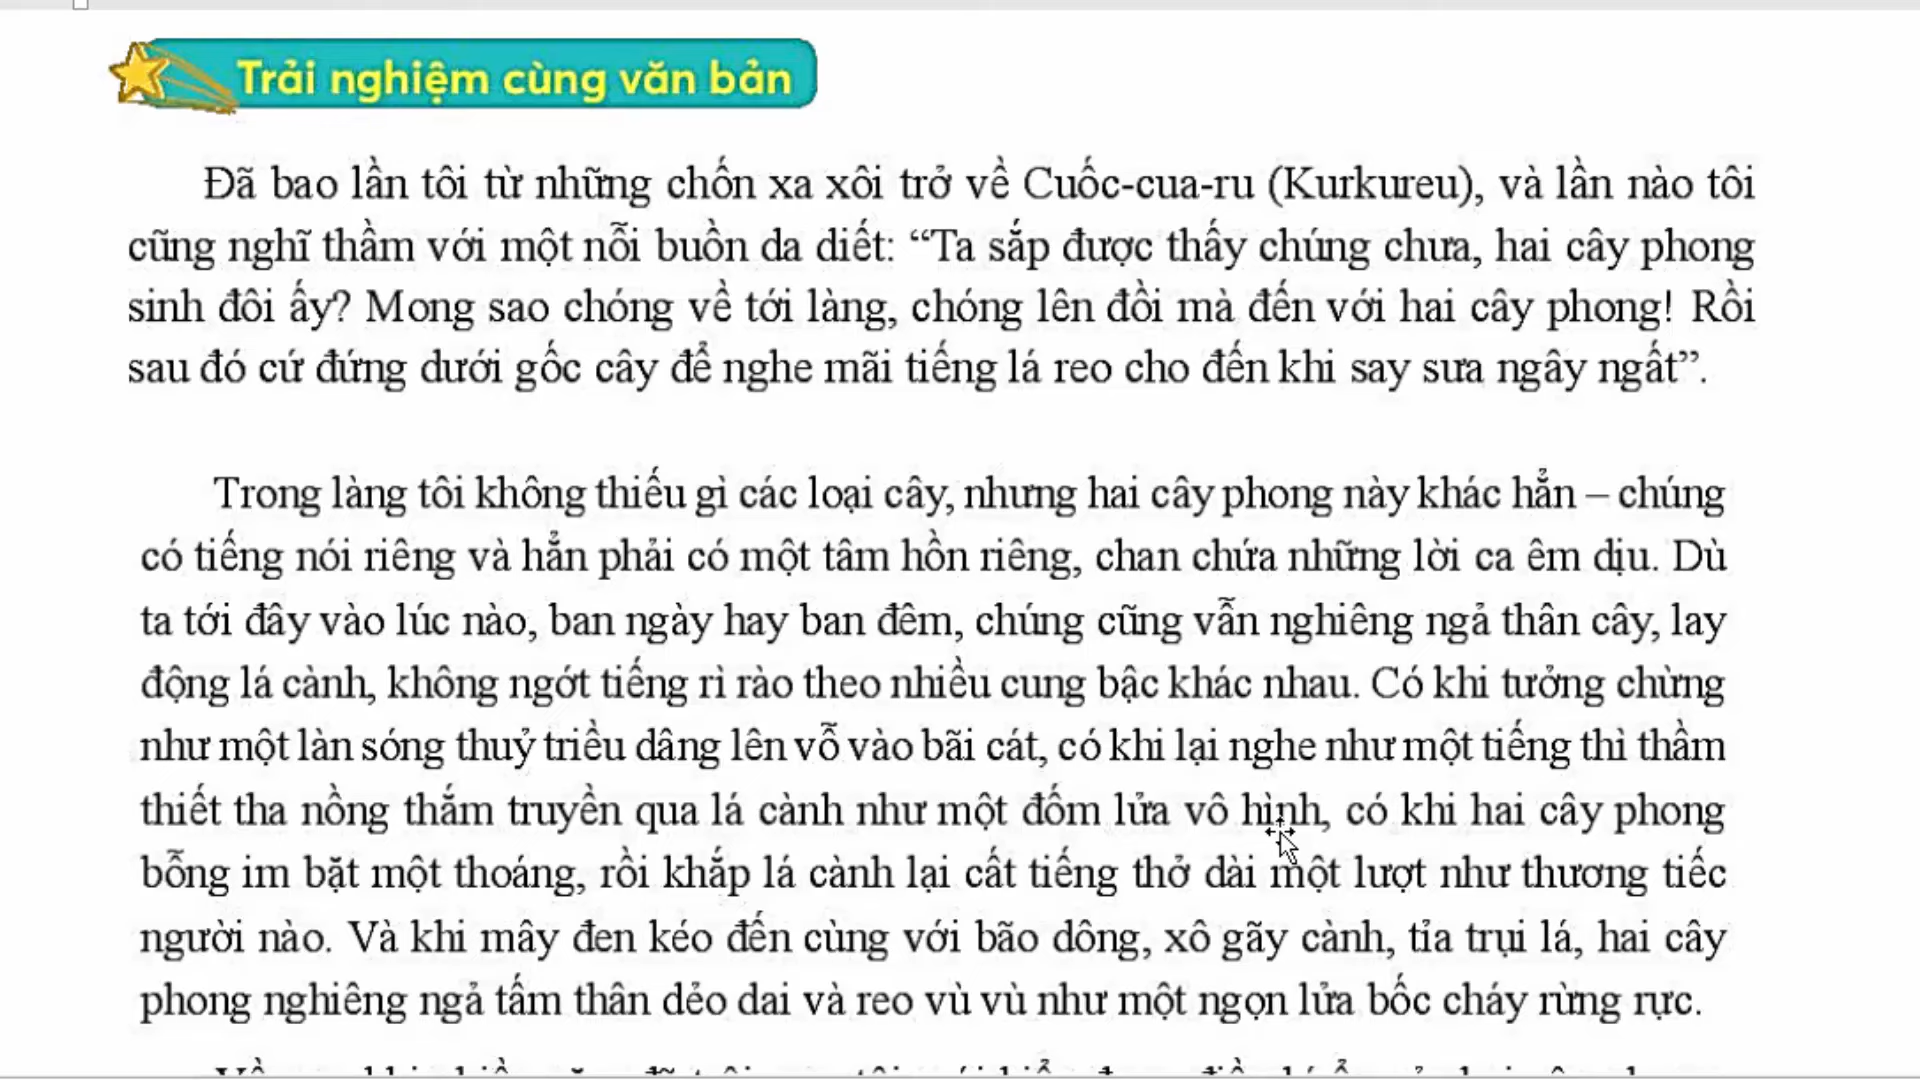 Trải nghiệm cùng văn bản
Đã bao lần tôi từ những chốn xa xôi trở về Cuốc-cua-ru (Kurkureu), và lần nào tôi
cũng nghĩ thầm với một nỗi buồn da diết: “Ta sắp được thấy chúng chưa, hai cây phong
sinh đôi ấy? Mong sao chóng về tới làng, chóng lên đồi mà đến với hai cây phong! Rồi
sau đó cứ đứng dưới gốc cây để nghe mãi tiếng lá reo cho đến khi say sưa ngây ngất”.
Trong làng tôi không thiếu gì các loại cây, nhưng hai cây phong này khác hẳn – chúng
có tiếng nói riêng và hẳn phải có một tâm hồn riêng, chan chứa những lời ca êm dịu. Dù
ta tới đây vào lúc nào, ban ngày hay ban đêm, chúng cũng vẫn nghiêng ngả thân cây, lay
động lá cành, không ngớt tiếng rì rào theo nhiều cung bậc khác nhau. Có khi tưởng chừng
như một làn sóng thuỷ triều dâng lên vỗ vào bãi cát, có khi lại nghe như một tiếng thì thầm
thiết tha nồng thắm truyền qua lá cành như một đốm lửa vô hình, có khi hai cây phong
bỗng im bặt một thoáng, rồi khắp lá cành lại cất tiếng thở dài một lượt như thương tiếc
người nào. Và khi mây đen kéo đến cùng với bão dông, xô gãy cành, tỉa trụi lá, hai cây
phong nghiêng ngả tấm thân dẻo dai và reo vù vù như một ngọn lửa bốc cháy rừng rực.